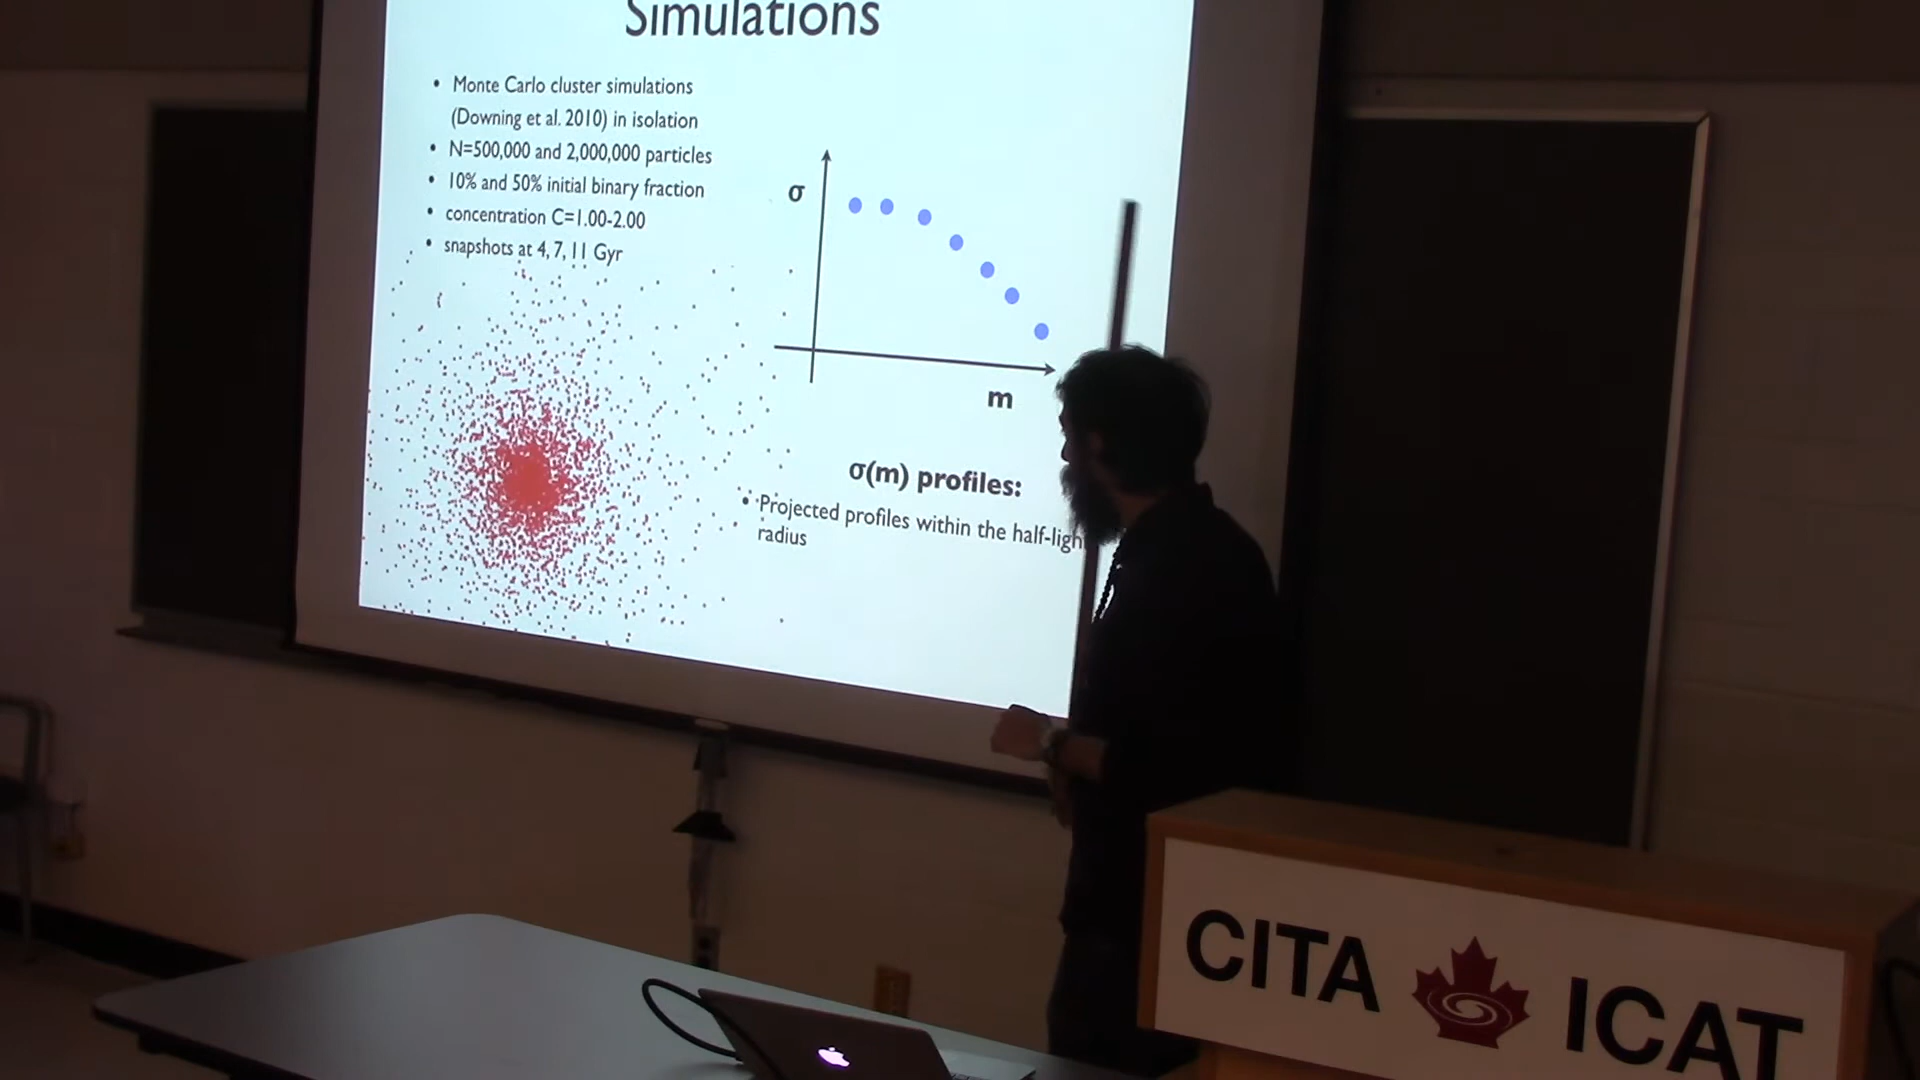 Simulations
• Monte Carlo cluster simulations
(Downing et al. 2010) in isolation
• N=500,000 and 2,000,000 particles
• 10% and 50% initial binary fraction
• concentration C=1.00-2.00
• snapshots at 4, 7, 11 Gyr
σ
m
σ(m) profiles:
• Projected profiles within the half-light
radius
CITA ICAT